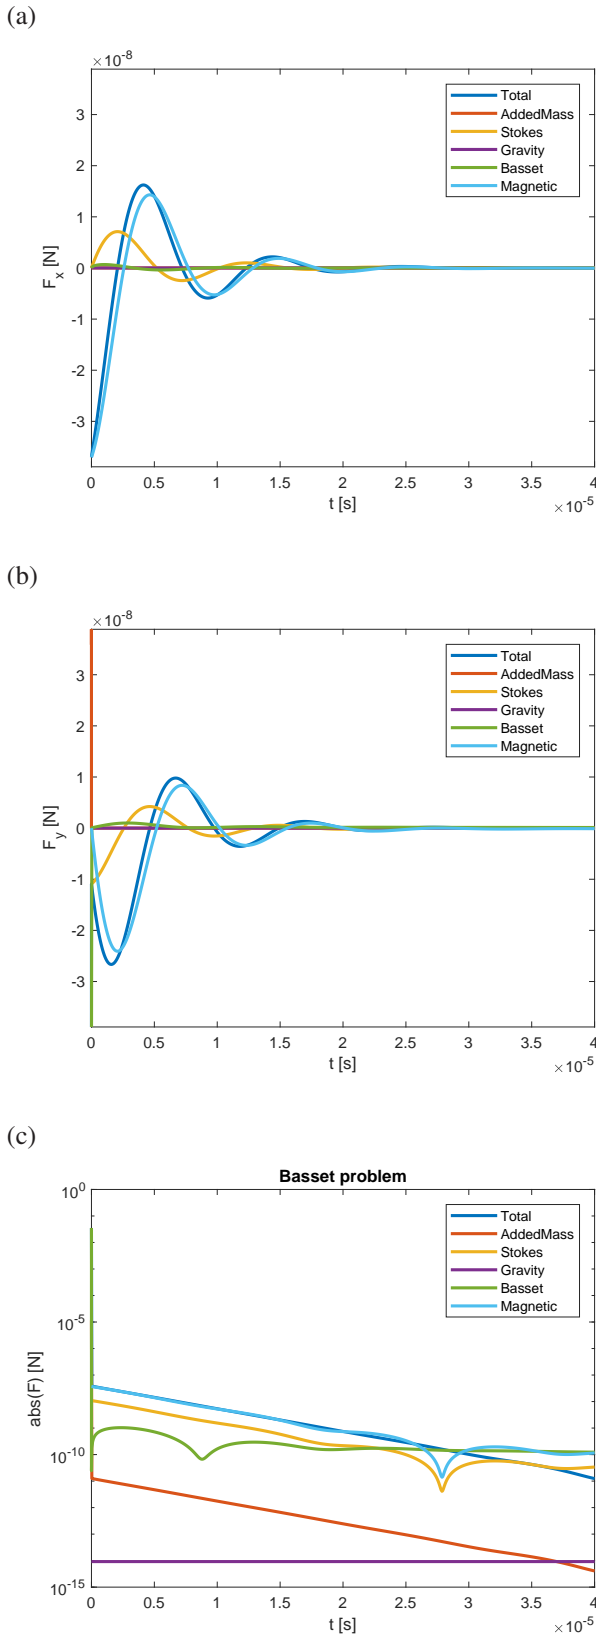 (a)
×10-8
3
2
1
0
-1
-2
-3
F_x [N]
Total
AddedMass
Stokes
Gravity
Basset
Magnetic
0 0.5 1 1.5 2 2.5 3 3.5 4
t [s]
×10-5
(b)
×10-8
3
2
1
0
-1
-2
-3
F_y [N]
Total
AddedMass
Stokes
Gravity
Basset
Magnetic
0 0.5 1 1.5 2 2.5 3 3.5 4
t [s]
×10-5
(c)
Basset problem
100
10-5
10-10
10-15
abs(F) [N]
Total
AddedMass
Stokes
Gravity
Basset
Magnetic
0 0.5 1 1.5 2 2.5 3 3.5 4
t [s]
×10-5